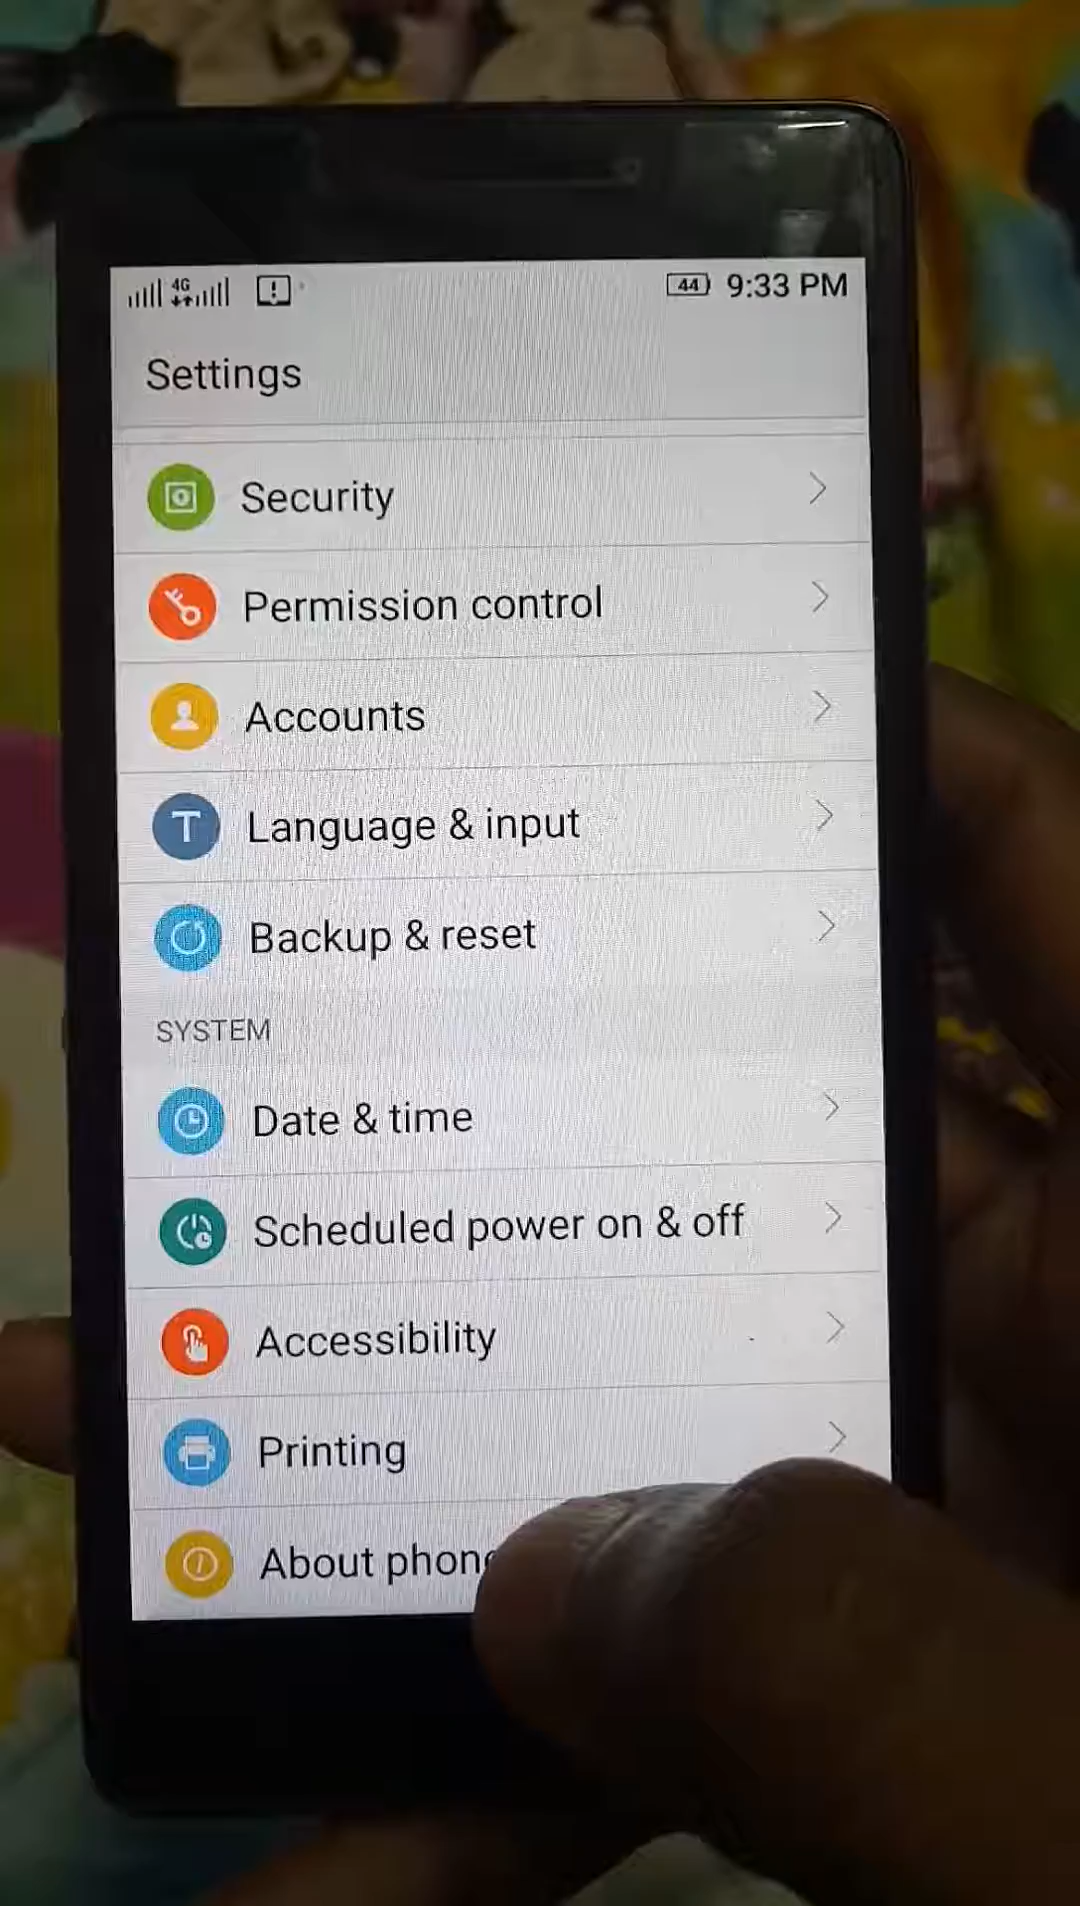 4G 44 9:33 PM
Settings
Security
Permission control
Accounts
Language & input
Backup & reset
SYSTEM
Date & time
Scheduled power on & off
Accessibility
Printing
About phone